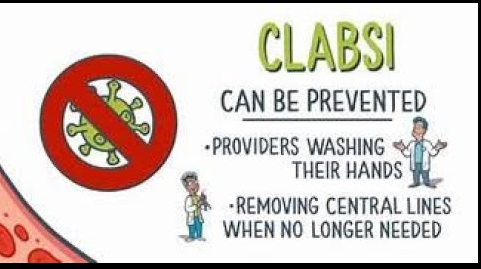 CLABSI
CAN BE PREVENTED
•PROVIDERS WASHING
THEIR HANDS
•REMOVING CENTRAL LINES
WHEN NO LONGER NEEDED